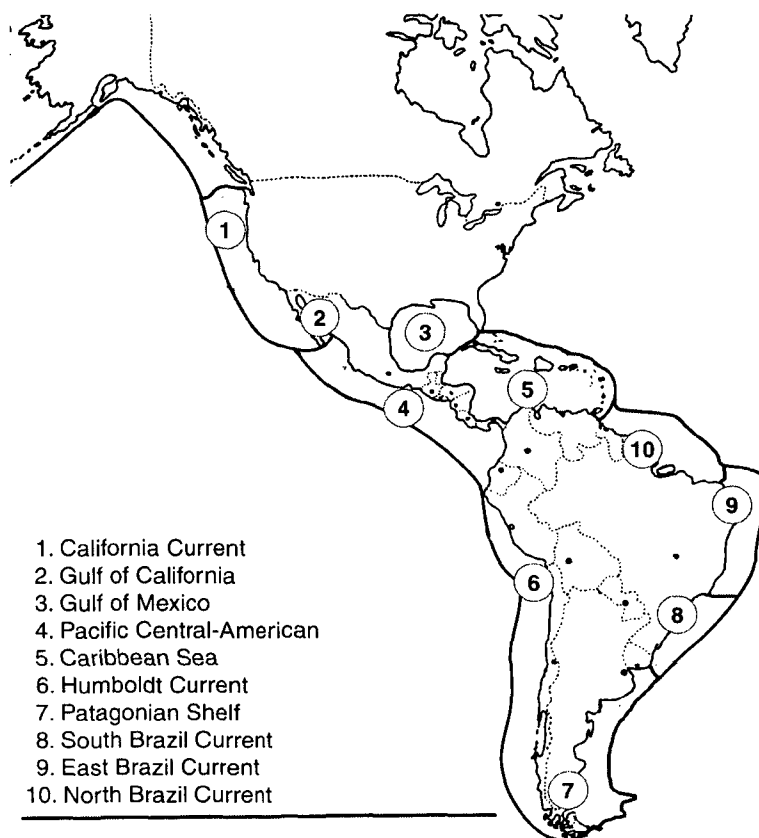 1
2
3
4
5
10
9
6
8
7
1. California Current
2. Gulf of California
3. Gulf of Mexico
4. Pacific Central-American
5. Caribbean Sea
6. Humboldt Current
7. Patagonian Shelf
8. South Brazil Current
9. East Brazil Current
10. North Brazil Current